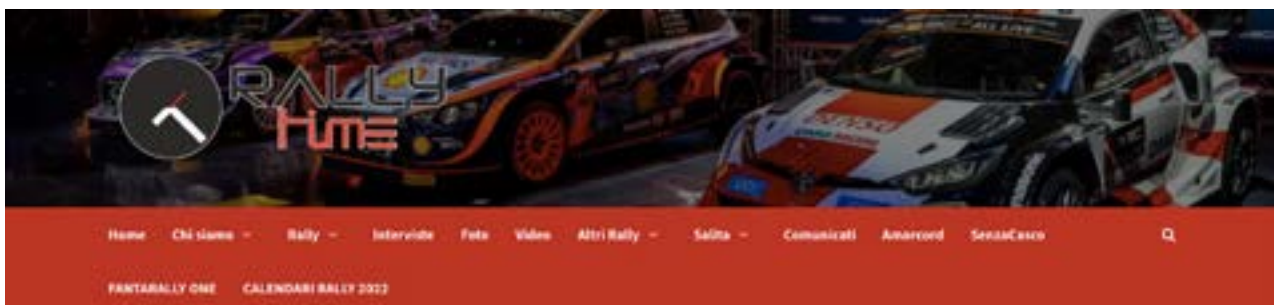 RALLY
TIME
Home Chi siamo Rally Interviste Foto Video Altri Rally Salita Comunicati Amarcord SenzaCasco
FANTARALLY ONE CALENDARI RALLY 2022